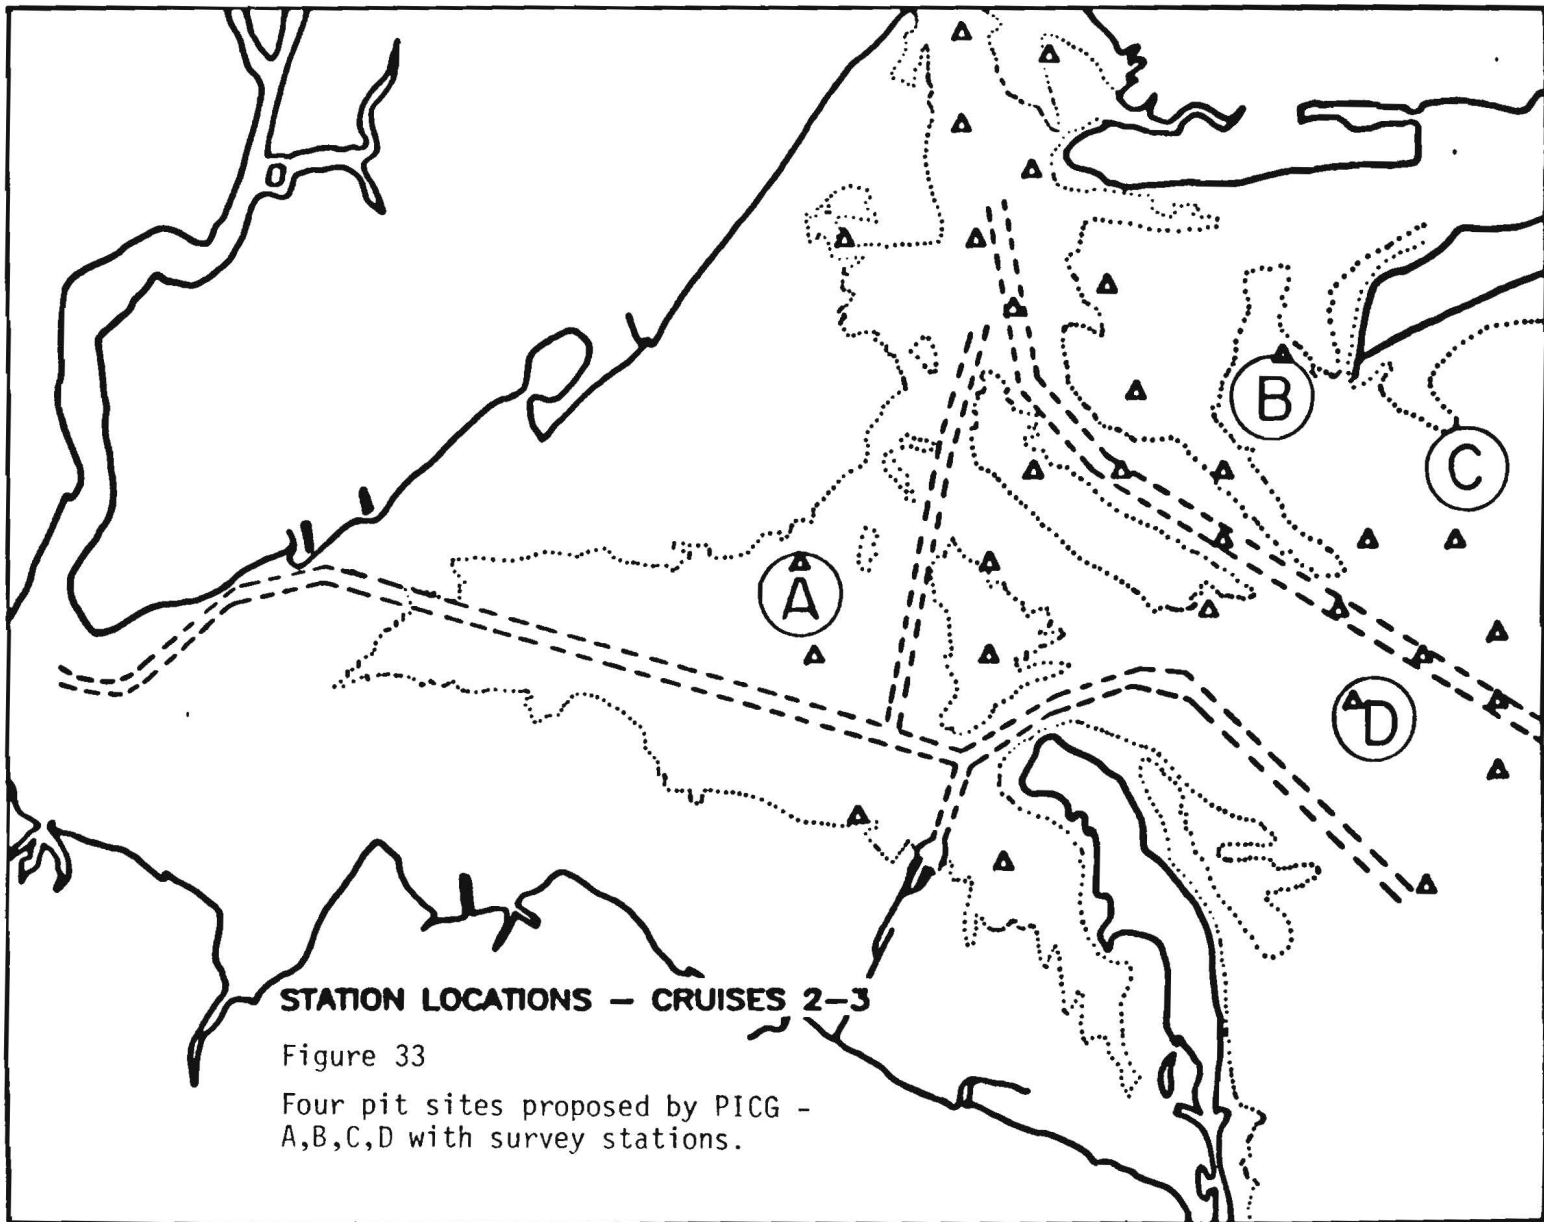 B
C
A
D
STATION LOCATIONS – CRUISES 2–3
Figure 33
Four pit sites proposed by PICG -
A,B,C,D with survey stations.